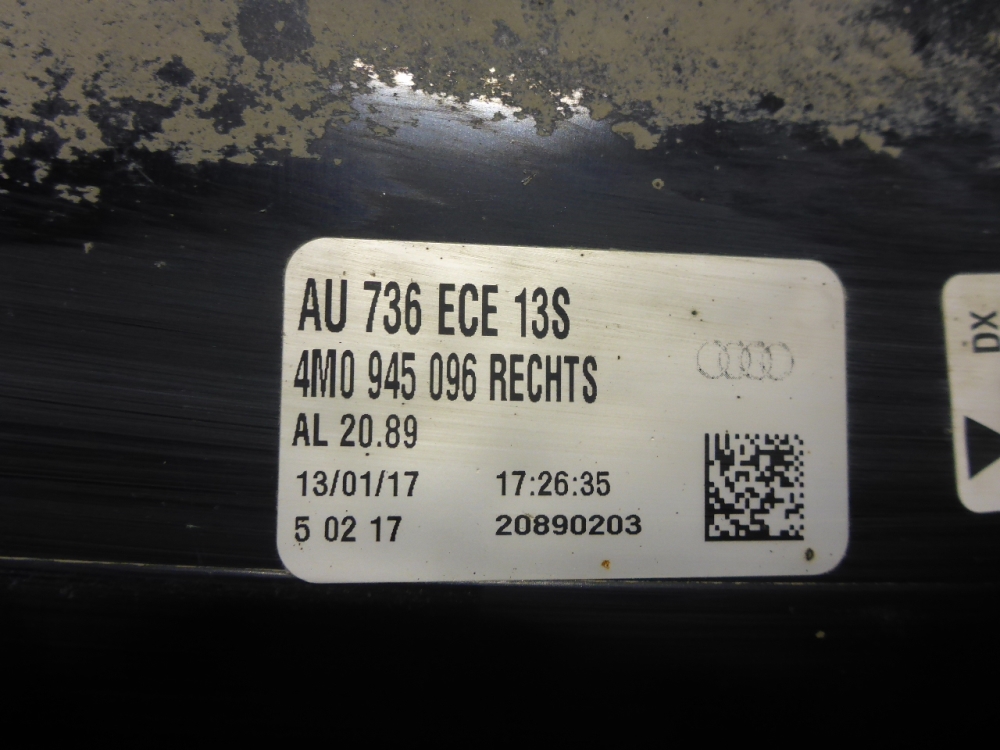 AU 736 ECE 13S
4M0 945 096 RECHTS
AL 20.89
13/01/17 17:26:35
5 02 17 20890203
DX